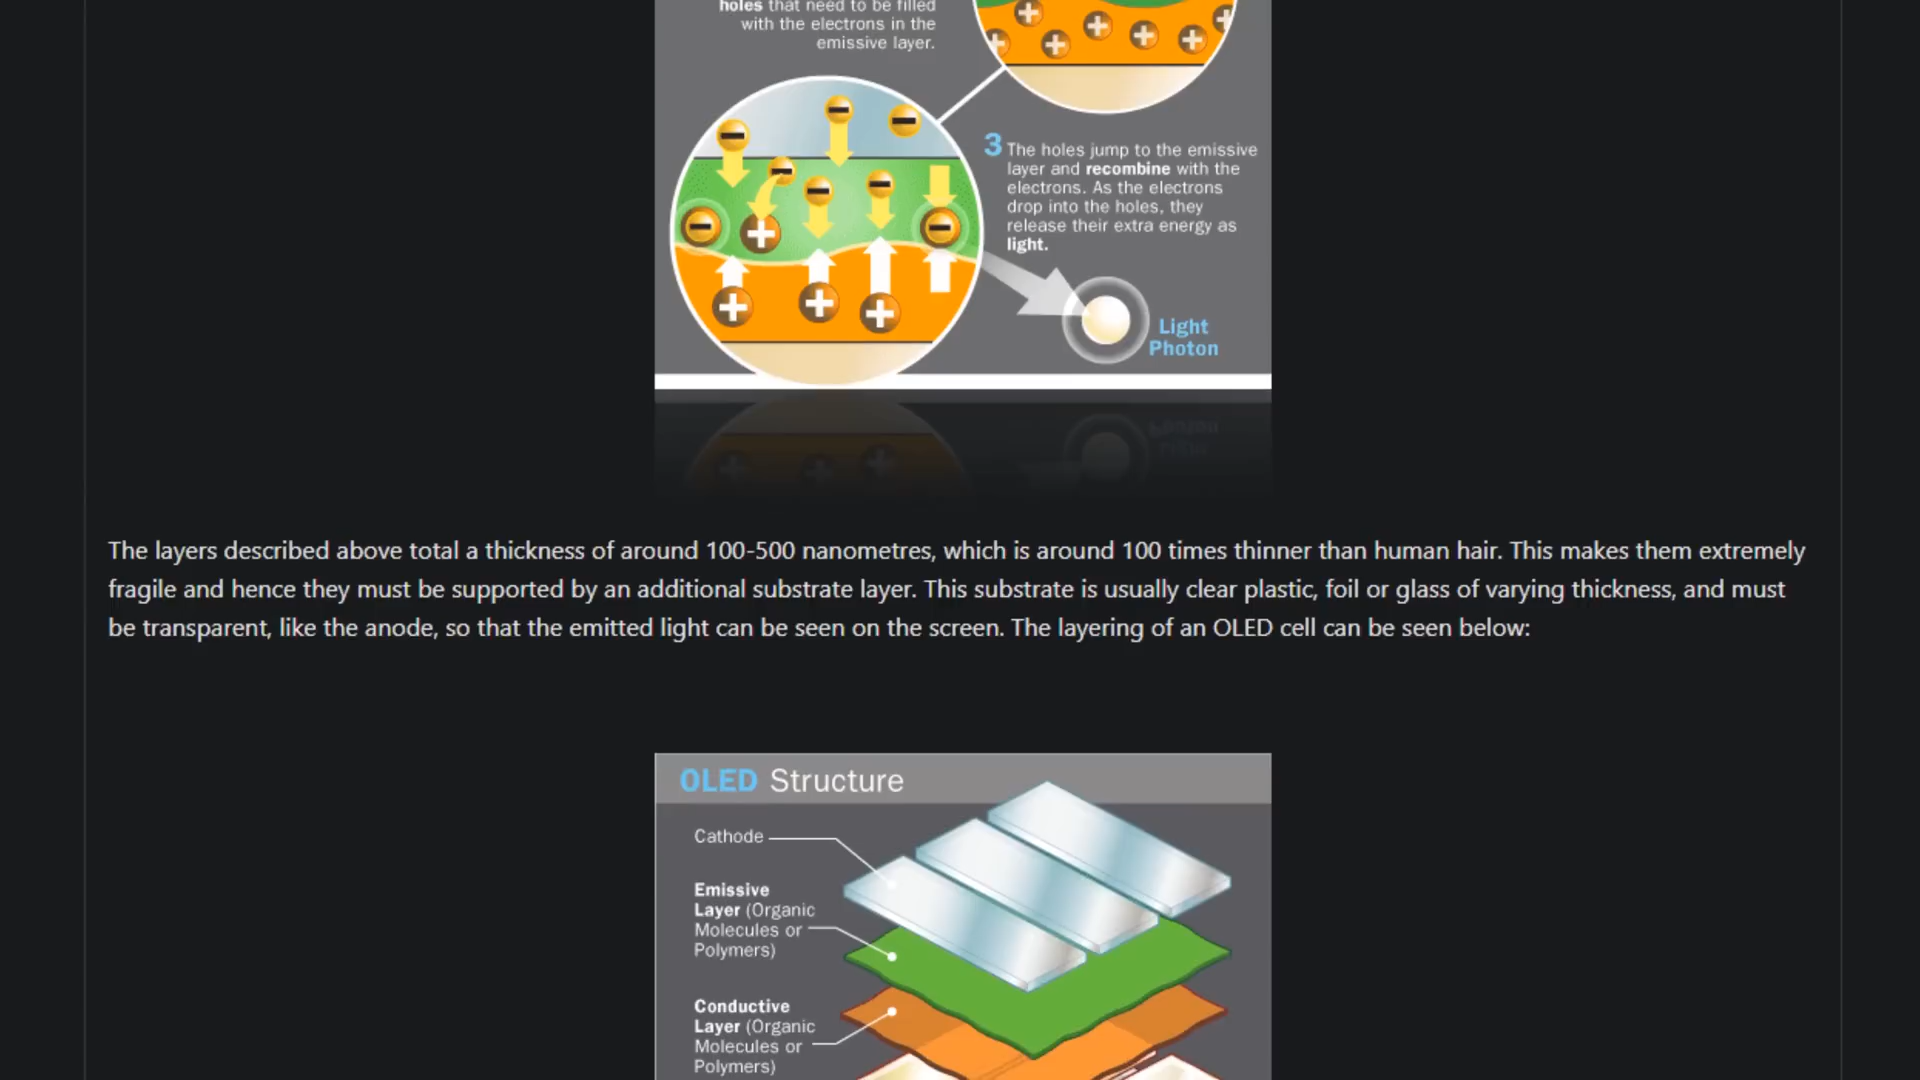 holes that need to be filled
with the electrons in the
emissive layer.
3 The holes jump to the emissive
layer and recombine with the
electrons. As the electrons
drop into the holes, they
release their extra energy as
light.
Light
Photon
The layers described above total a thickness of around 100-500 nanometres, which is around 100 times thinner than human hair. This makes them extremely
fragile and hence they must be supported by an additional substrate layer. This substrate is usually clear plastic, foil or glass of varying thickness, and must
be transparent, like the anode, so that the emitted light can be seen on the screen. The layering of an OLED cell can be seen below:
OLED Structure
Cathode
Emissive
Layer (Organic
Molecules or
Polymers)
Conductive
Layer (Organic
Molecules or
Polymers)